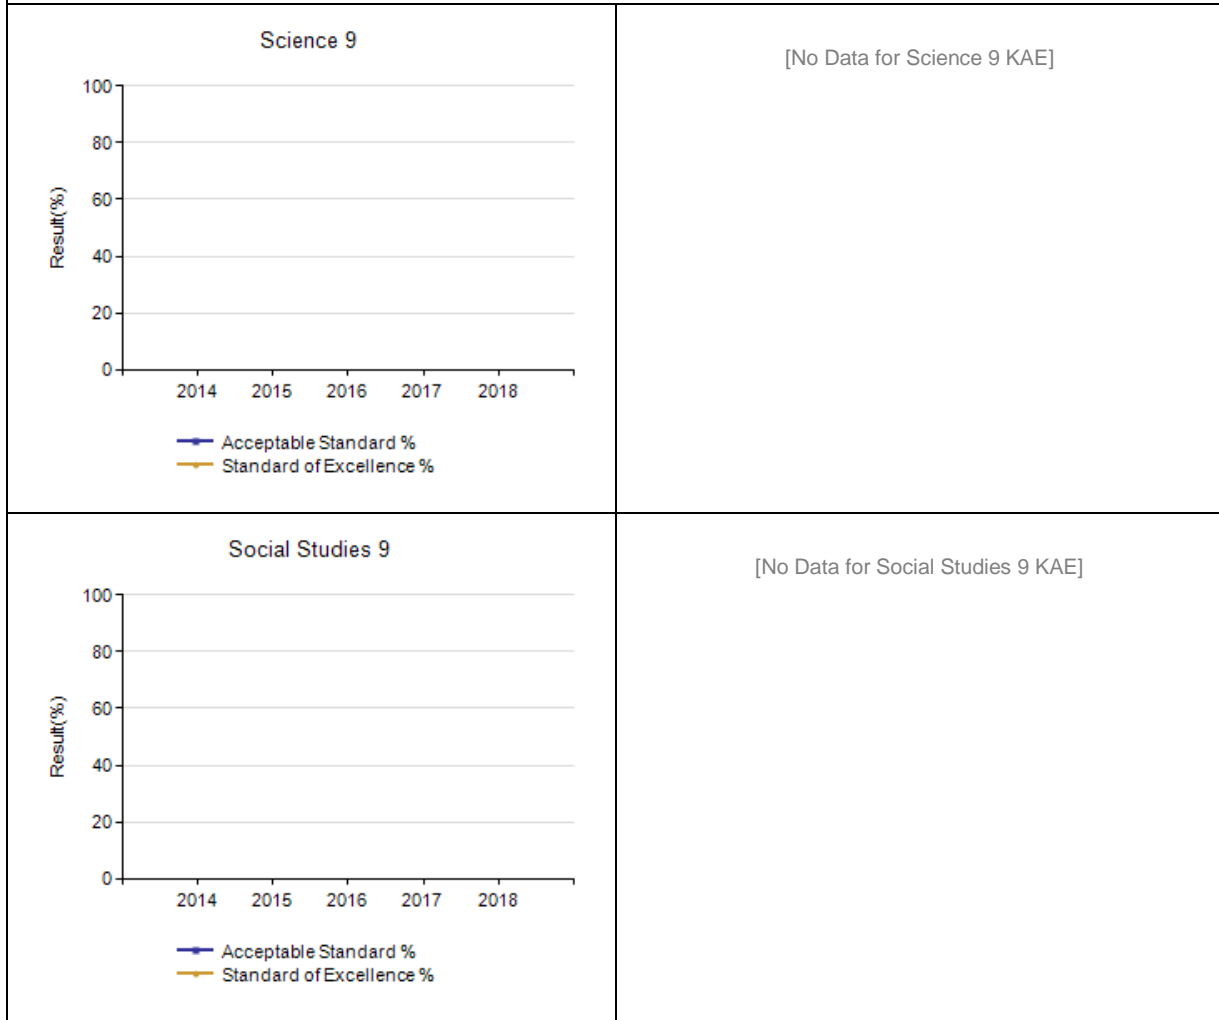 Science 9
100
80
60
40
20
0
Result(%)
2014 2015 2016 2017 2018
Acceptable Standard %
Standard of Excellence %
[No Data for Science 9 KAE]
Social Studies 9
100
80
60
40
20
0
Result(%)
2014 2015 2016 2017 2018
Acceptable Standard %
Standard of Excellence %
[No Data for Social Studies 9 KAE]